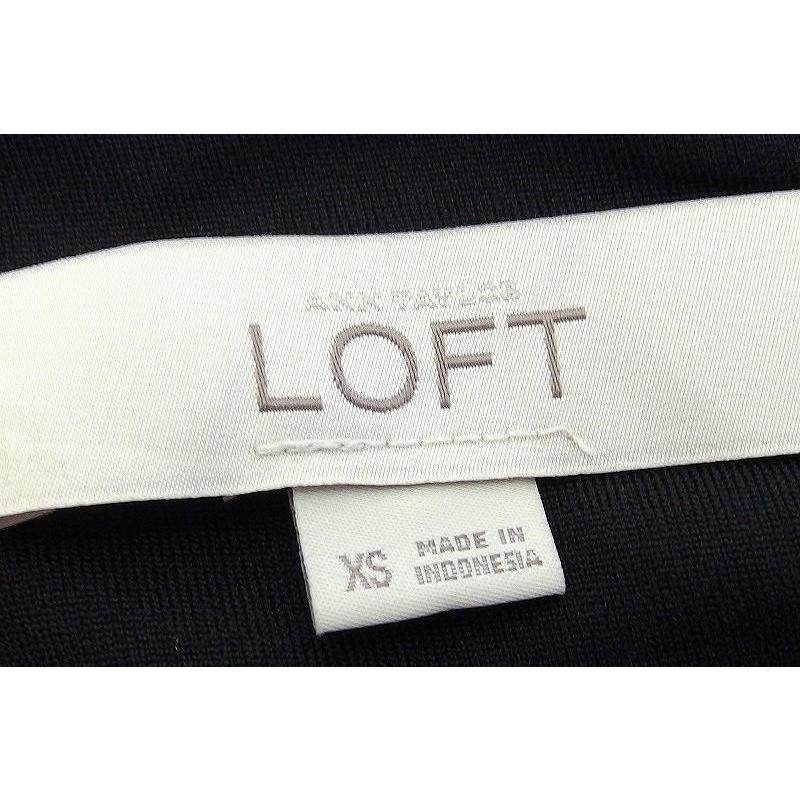 ANN TAYLOR
LOFT
XS
MADE IN
INDONESIA